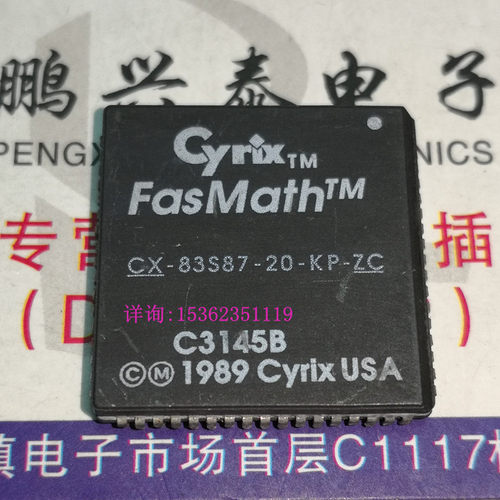 鹏兴泰电子
PENGX
NICS
Cyrix™
FasMath™
CX-83S87-20-KP-ZC
详询:15362351119
专营
插
(D
)
C3145B
ⒸⓂ 1989 Cyrix USA
镇电子市场首层C1117